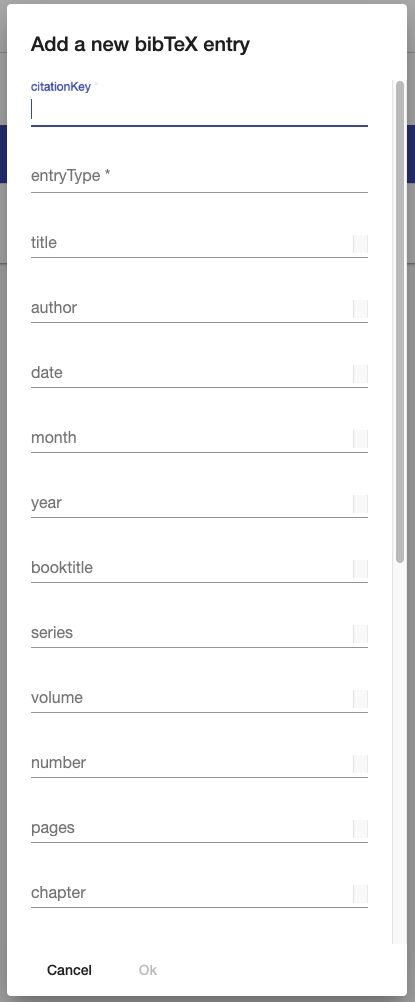 Add a new bibTeX entry
citationKey *
entryType *
title
author
date
month
year
booktitle
series
volume
number
pages
chapter
Cancel Ok